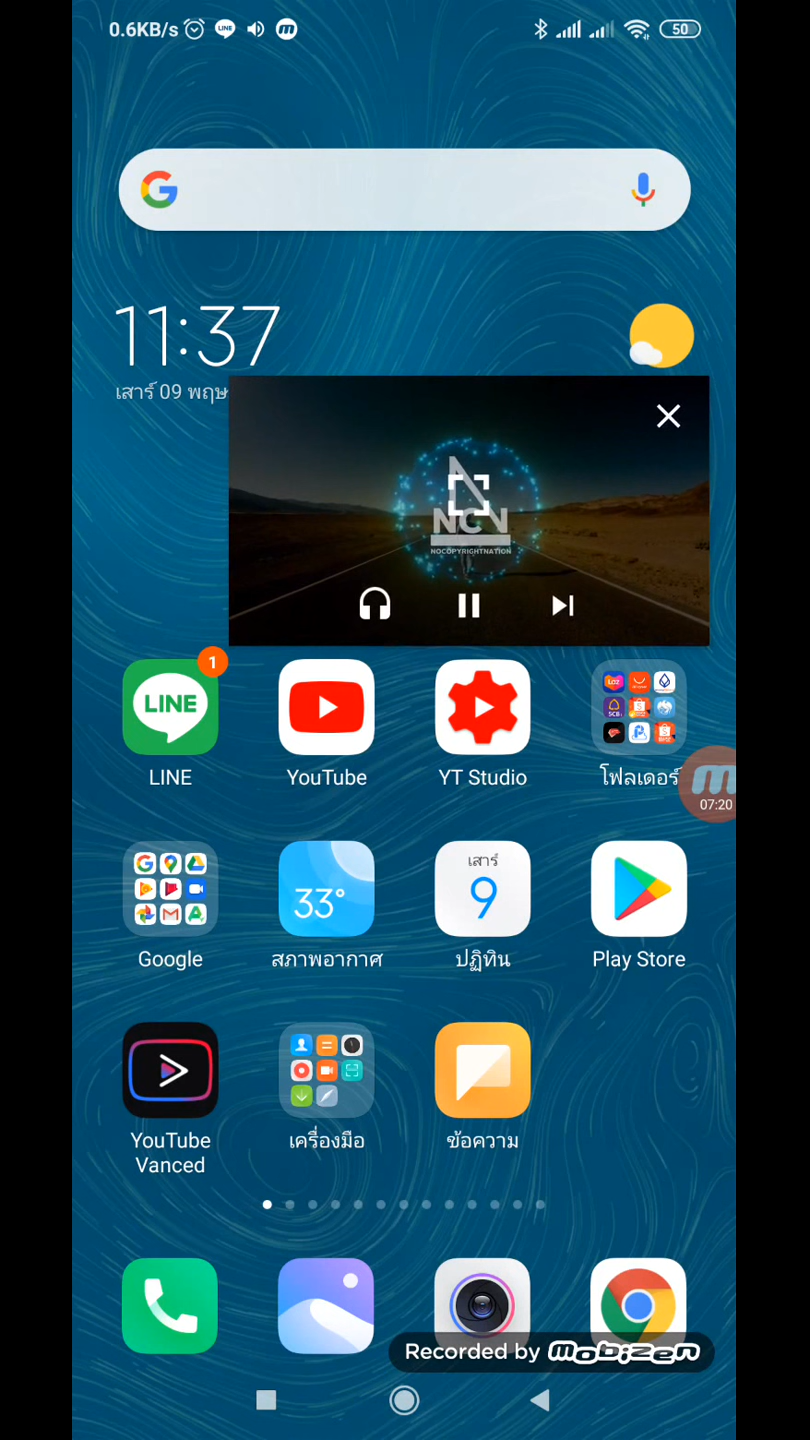 0.6KB/s LINE m 50
11:37
เสาร์ 09 พฤษ
NCN
NOCOPYRIGHTNATION
1
LINE
LINE YouTube YT Studio โฟลเดอร์
07:20
33° เสาร์ 9
Google สภาพอากาศ ปฏิทิน Play Store
YouTube Vanced เครื่องมือ ข้อความ
Recorded by mobizen